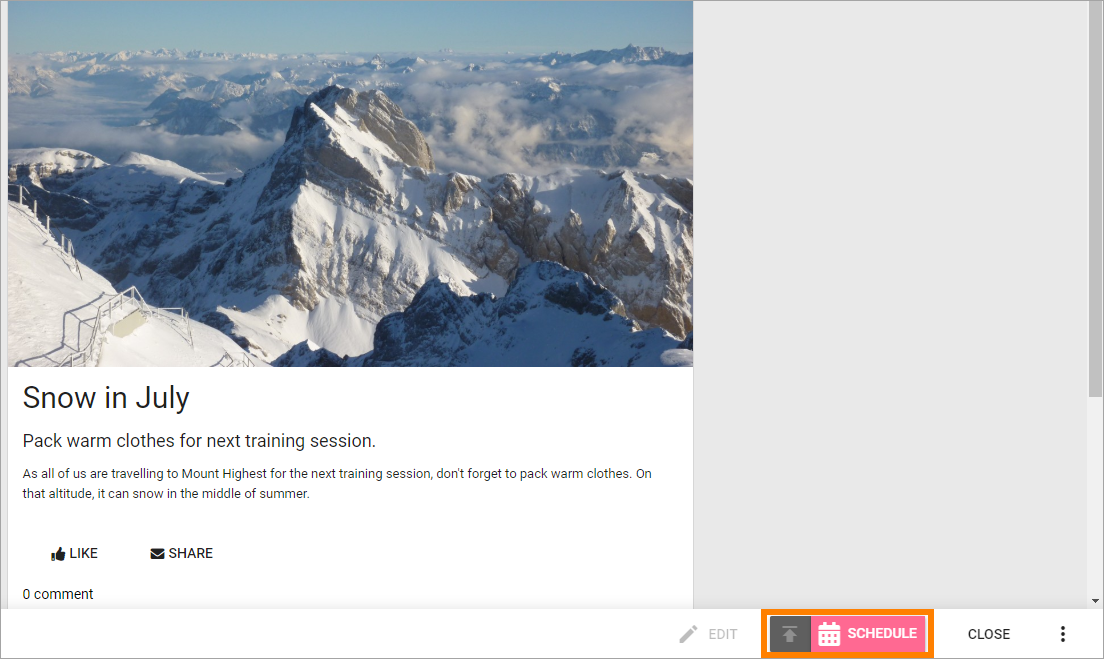 Snow in July
Pack warm clothes for next training session.
As all of us are travelling to Mount Highest for the next training session, don't forget to pack warm clothes. On
that altitude, it can snow in the middle of summer.
LIKE SHARE
0 comment
EDIT SCHEDULE CLOSE